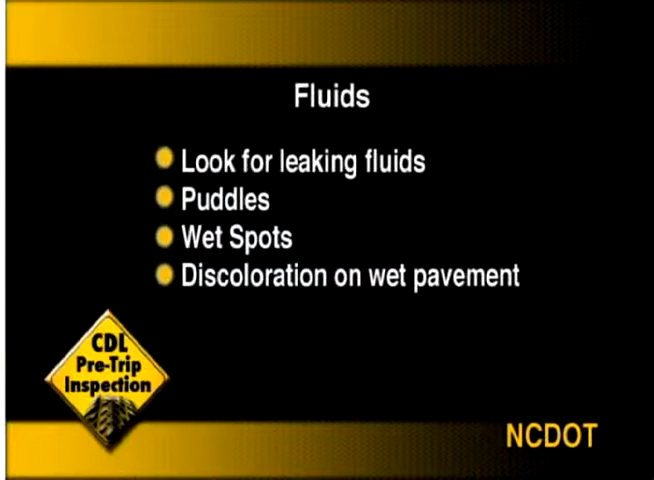 Fluids
Look for leaking fluids
Puddles
Wet Spots
Discoloration on wet pavement
CDL
Pre-Trip
Inspection
NCDOT